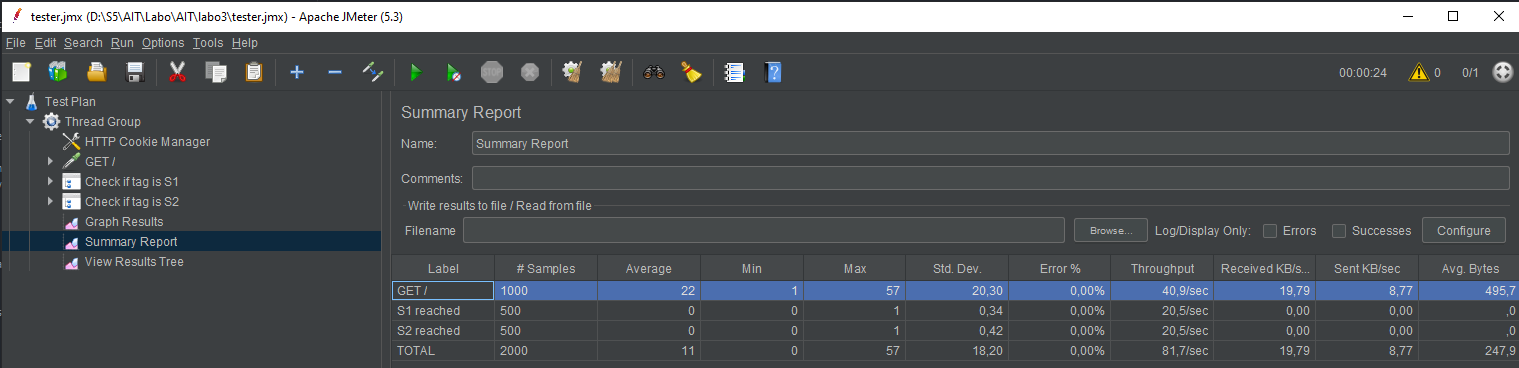 tester.jmx (D:\S5\AIT\Labo\AIT\labo3\tester.jmx) - Apache JMeter (5.3)
File Edit Search Run Options Tools Help
STOP 00:00:24 0 0/1
Test Plan
Thread Group
HTTP Cookie Manager
GET /
Check if tag is S1
Check if tag is S2
Graph Results
Summary Report
View Results Tree
Summary Report
Name: Summary Report
Comments:
Write results to file / Read from file
Filename Browse... Log/Display Only: Errors Successes Configure
Label # Samples Average Min Max Std. Dev. Error % Throughput Received KB/s... Sent KB/sec Avg. Bytes
GET / 1000 22 1 57 20,30 0,00% 40,9/sec 19,79 8,77 495,7
S1 reached 500 0 0 1 0,34 0,00% 20,5/sec 0,00 0,00 ,0
S2 reached 500 0 0 1 0,42 0,00% 20,5/sec 0,00 0,00 ,0
TOTAL 2000 11 0 57 18,20 0,00% 81,7/sec 19,79 8,77 247,9